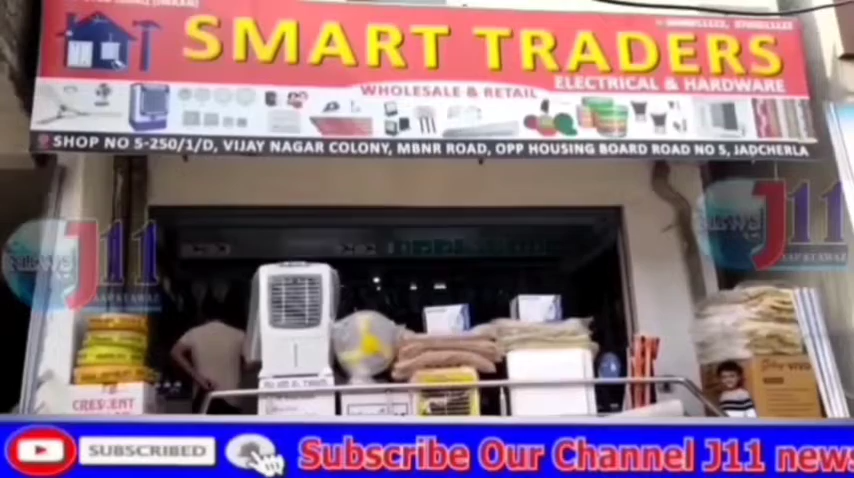 SMART TRADERS
ELECTRICAL & HARDWARE
WHOLESALE & RETAIL
SHOP NO 5-250/1/D, VIJAY NAGAR COLONY, MBNR ROAD, OPP HOUSING BOARD ROAD NO 5, JADCHERLA
J11
J11
CRESCENT
VIVO
SUBSCRIBED
Subscribe Our Channel J11 news